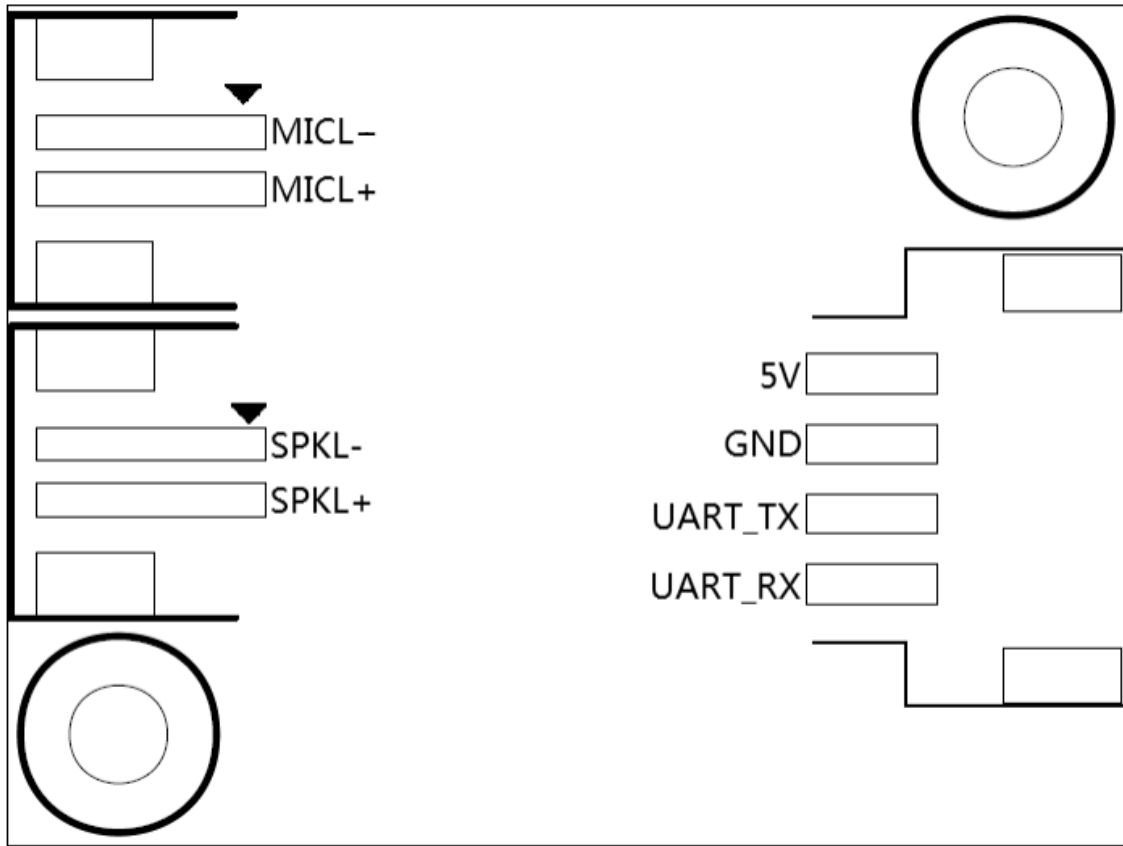 MICL–
MICL+
SPKL-
SPKL+
5V
GND
UART_TX
UART_RX